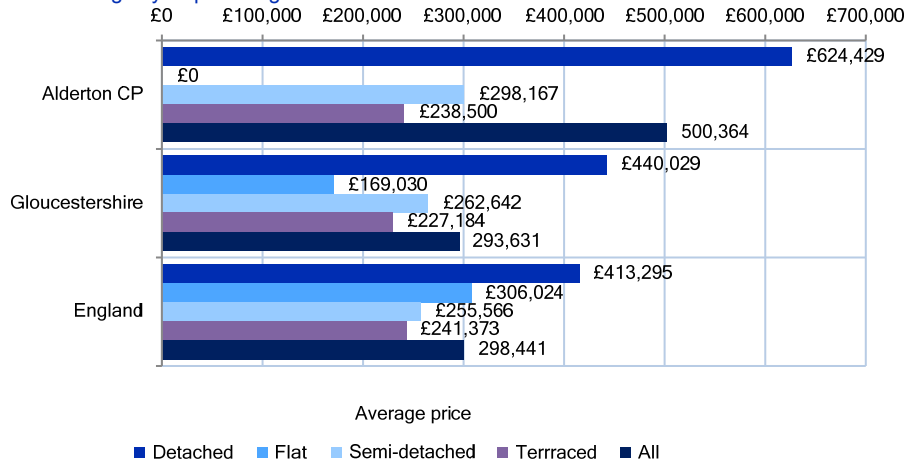 £0 £100,000 £200,000 £300,000 £400,000 £500,000 £600,000 £700,000
£624,429
£0
Alderton CP
£298,167
£238,500
500,364
£440,029
£169,030
Gloucestershire
£262,642
£227,184
293,631
£413,295
£306,024
England
£255,566
£241,373
298,441
Average price
Detached Flat Semi-detached Terrraced All